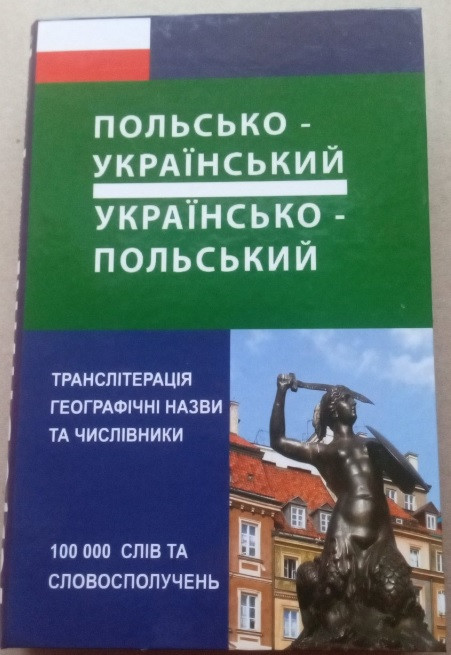 ПОЛЬСЬКО -
УКРАЇНСЬКИЙ
УКРАЇНСЬКО -
ПОЛЬСЬКИЙ
ТРАНСЛІТЕРАЦІЯ
ГЕОГРАФІЧНІ НАЗВИ
ТА ЧИСЛІВНИКИ
100 000 СЛІВ ТА
СЛОВОСПОЛУЧЕНЬ